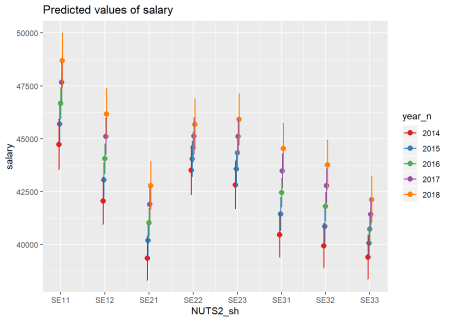 Predicted values of salary
50000
47500
45000
42500
40000
salary
SE11 SE12 SE21 SE22 SE23 SE31 SE32 SE33
NUTS2_sh
year_n
2014
2015
2016
2017
2018